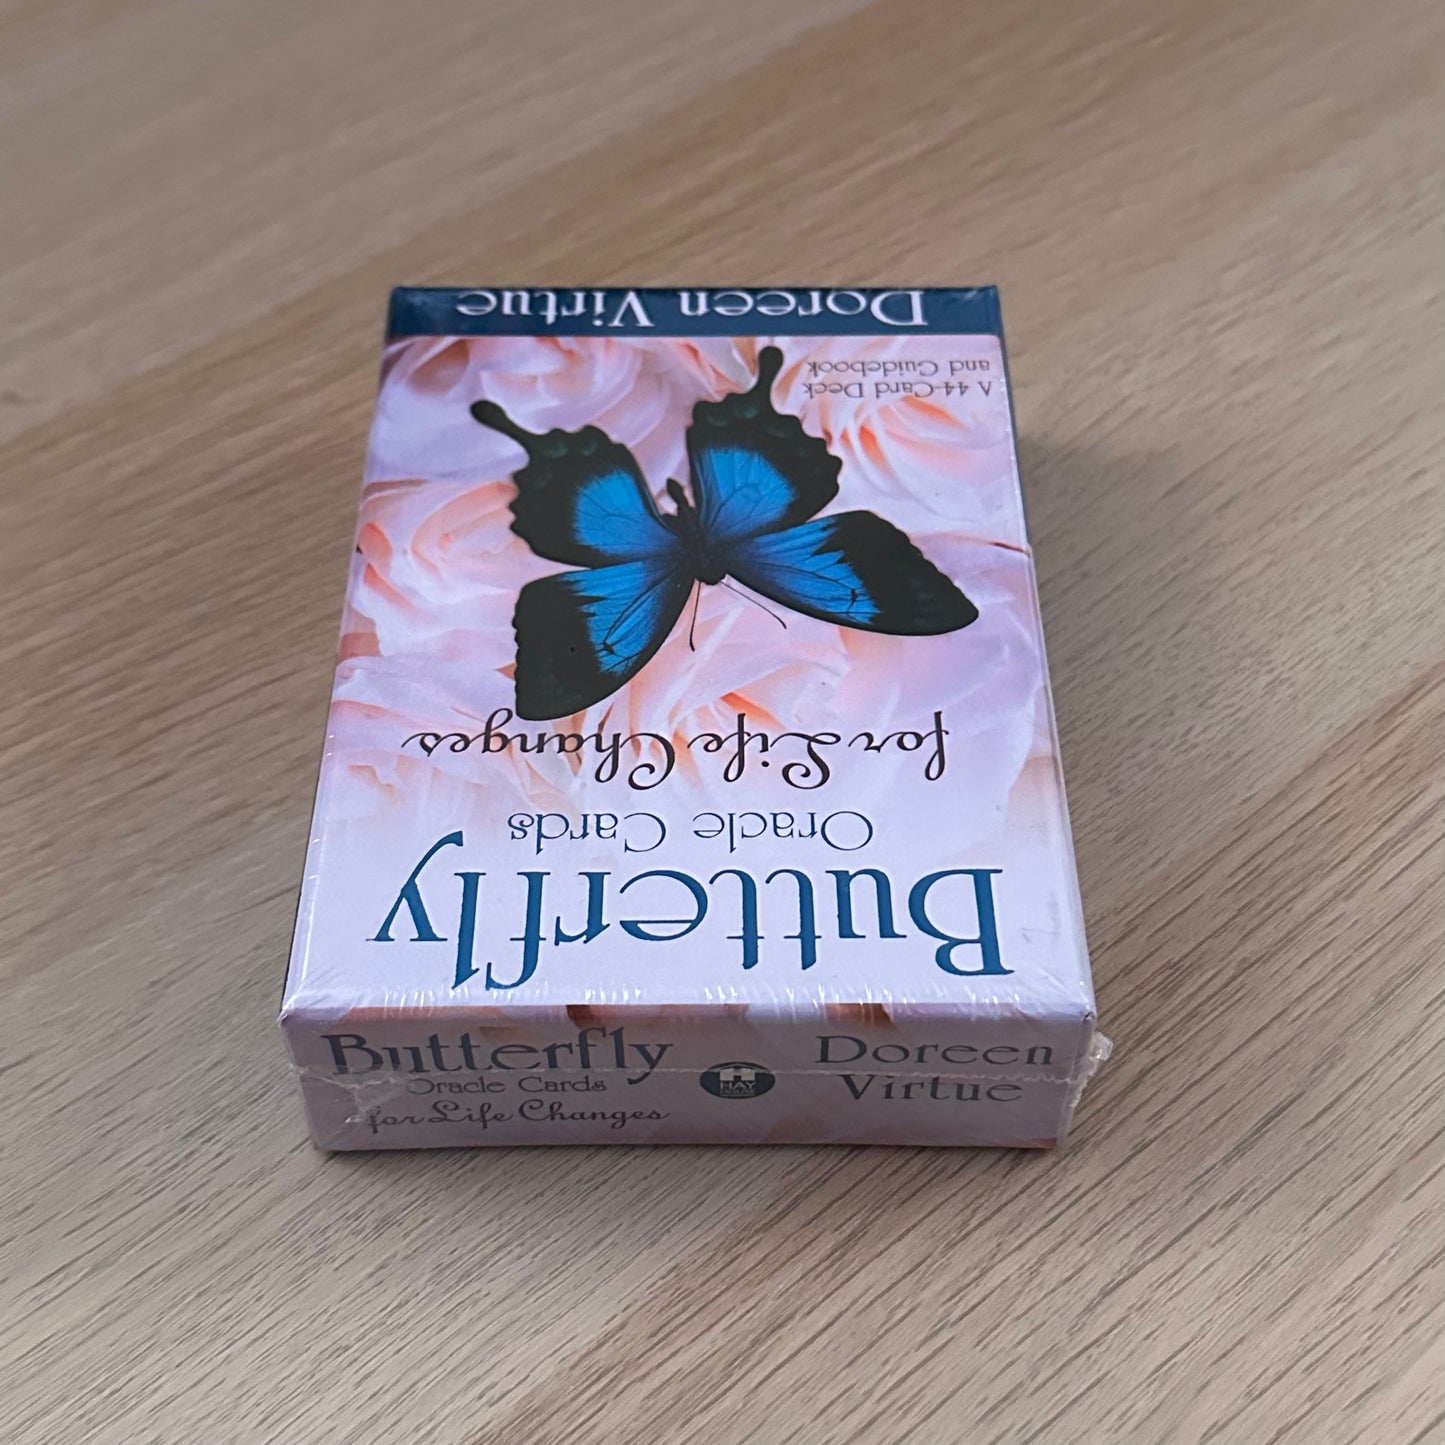 Butterfly
Oracle Cards
for Life Changes
A 44-Card Deck
and Guidebook
Doreen Virtue
Butterfly
Oracle Cards
for Life Changes
HAY
Doreen
Virtue